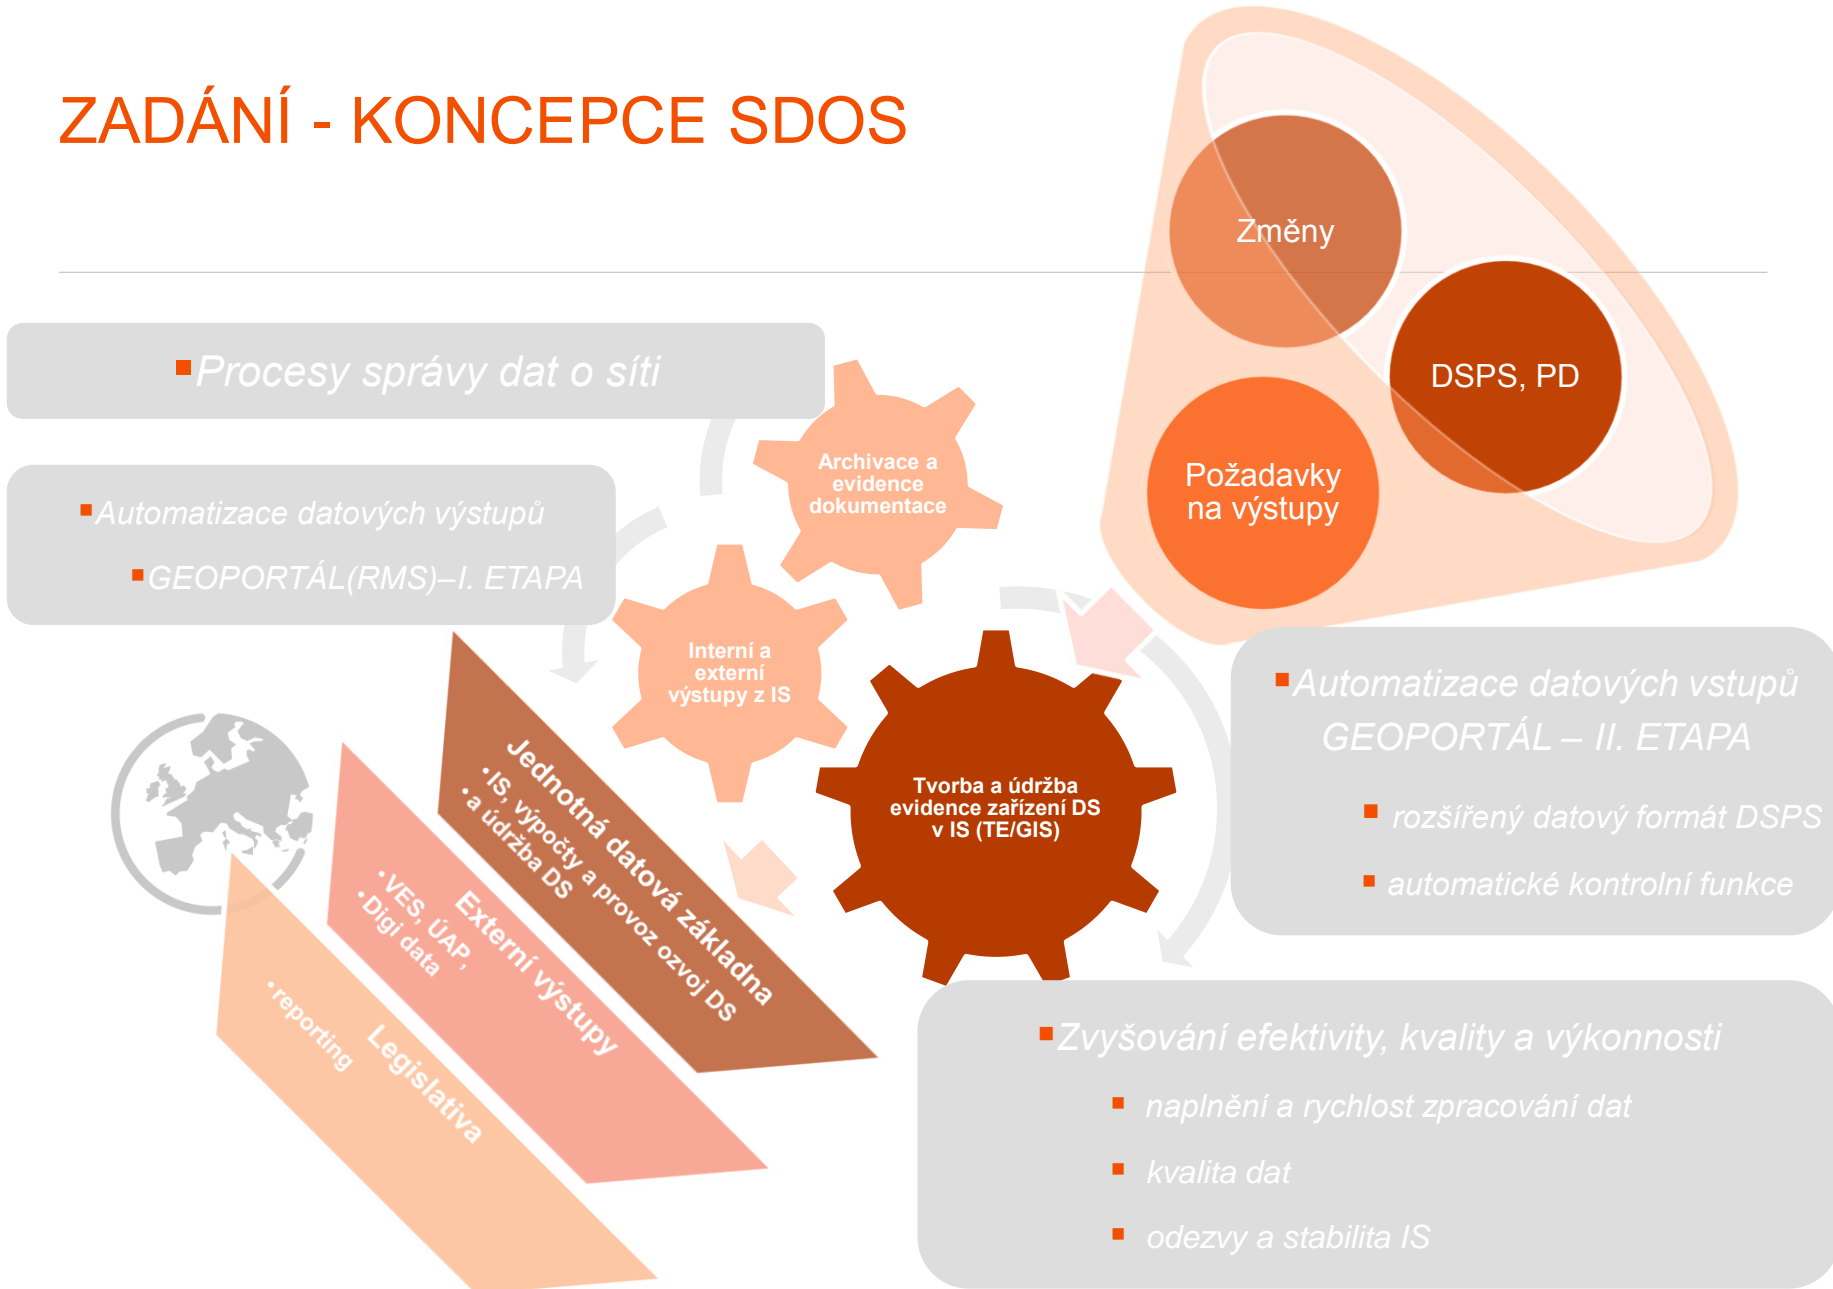 ZADÁNÍ - KONCEPCE SDOS
Změny
DSPS, PD
Požadavky
na výstupy
▪Procesy správy dat o síti
▪Automatizace datových výstupů
▪GEOPORTÁL(RMS)–I. ETAPA
Archivace a
evidence
dokumentace
Interní a
externí
výstupy z IS
Tvorba a údržba
evidence zařízení DS
v IS (TE/GIS)
Jednotná datová základna
•IS, výpočty a provoz ozvoj DS
•a údržba DS
Externí výstupy
•VES, ÚAP,
•Digi data
Legislativa
•reporting
▪Automatizace datových vstupů
GEOPORTÁL – II. ETAPA
▪ rozšířený datový formát DSPS
▪ automatické kontrolní funkce
▪Zvyšování efektivity, kvality a výkonnosti
▪ naplnění a rychlost zpracování dat
▪ kvalita dat
▪ odezvy a stabilita IS